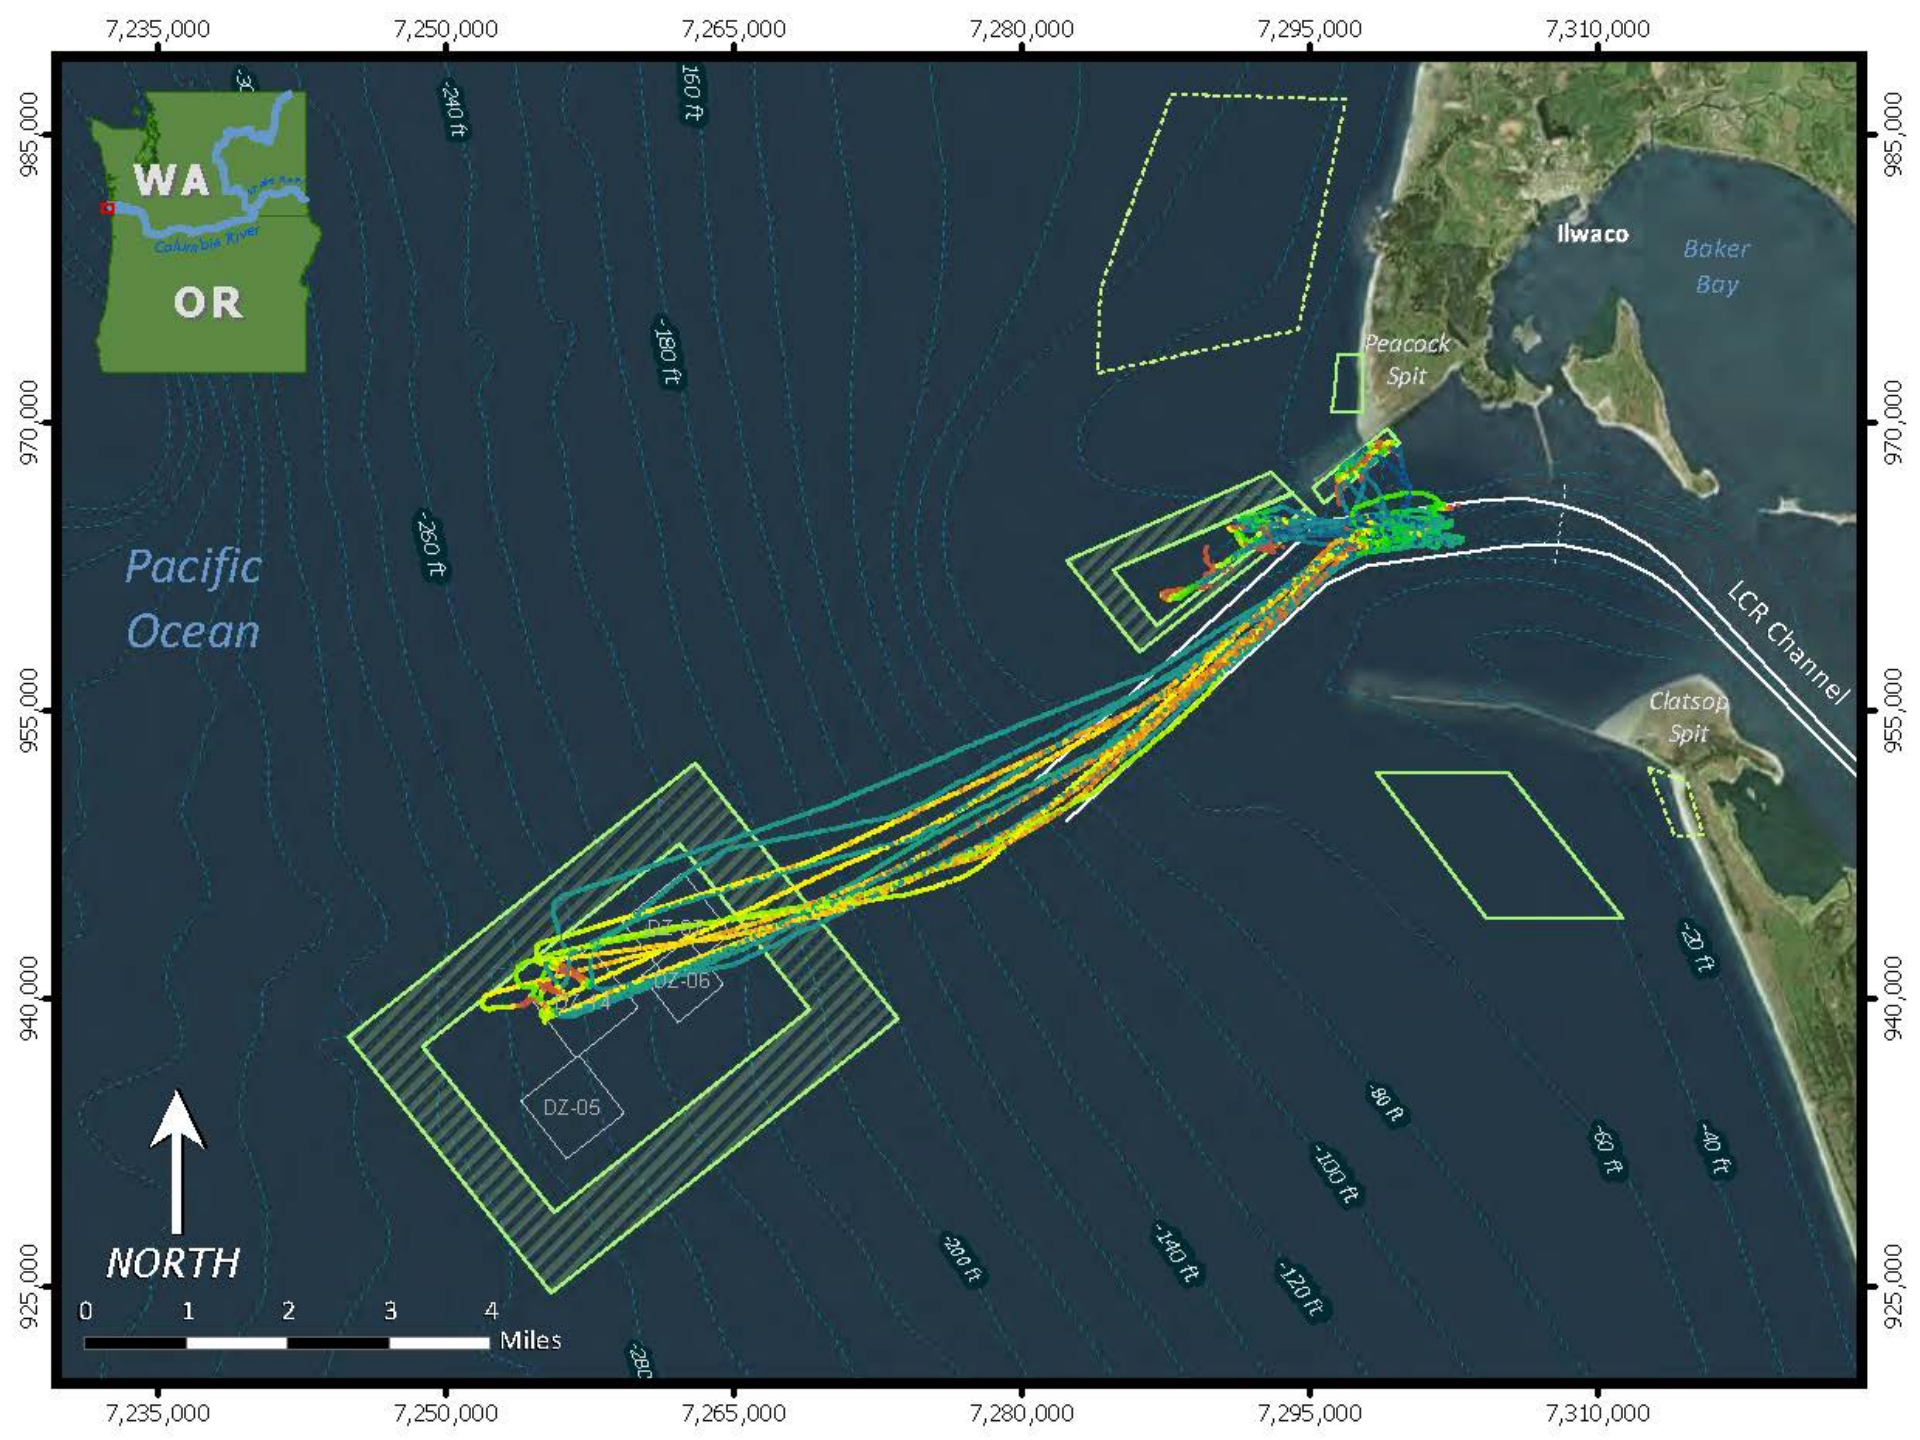 7,235,000
7,250,000
7,265,000
7,280,000
7,295,000
7,310,000
985,000
970,000
955,000
940,000
925,000
985,000
970,000
955,000
940,000
925,000
WA
Columbia River
OR
-240 ft
160 ft
-180 ft
-260 ft
Ilwaco
Baker
Bay
Peacock
Spit
Pacific
Ocean
LCR Channel
Clatsop
Spit
DZ-06
DZ-05
-20 ft
-40 ft
-60 ft
-80 ft
-100 ft
-120 ft
-140 ft
-200 ft
-280
NORTH
0 1 2 3 4
Miles
7,235,000
7,250,000
7,265,000
7,280,000
7,295,000
7,310,000